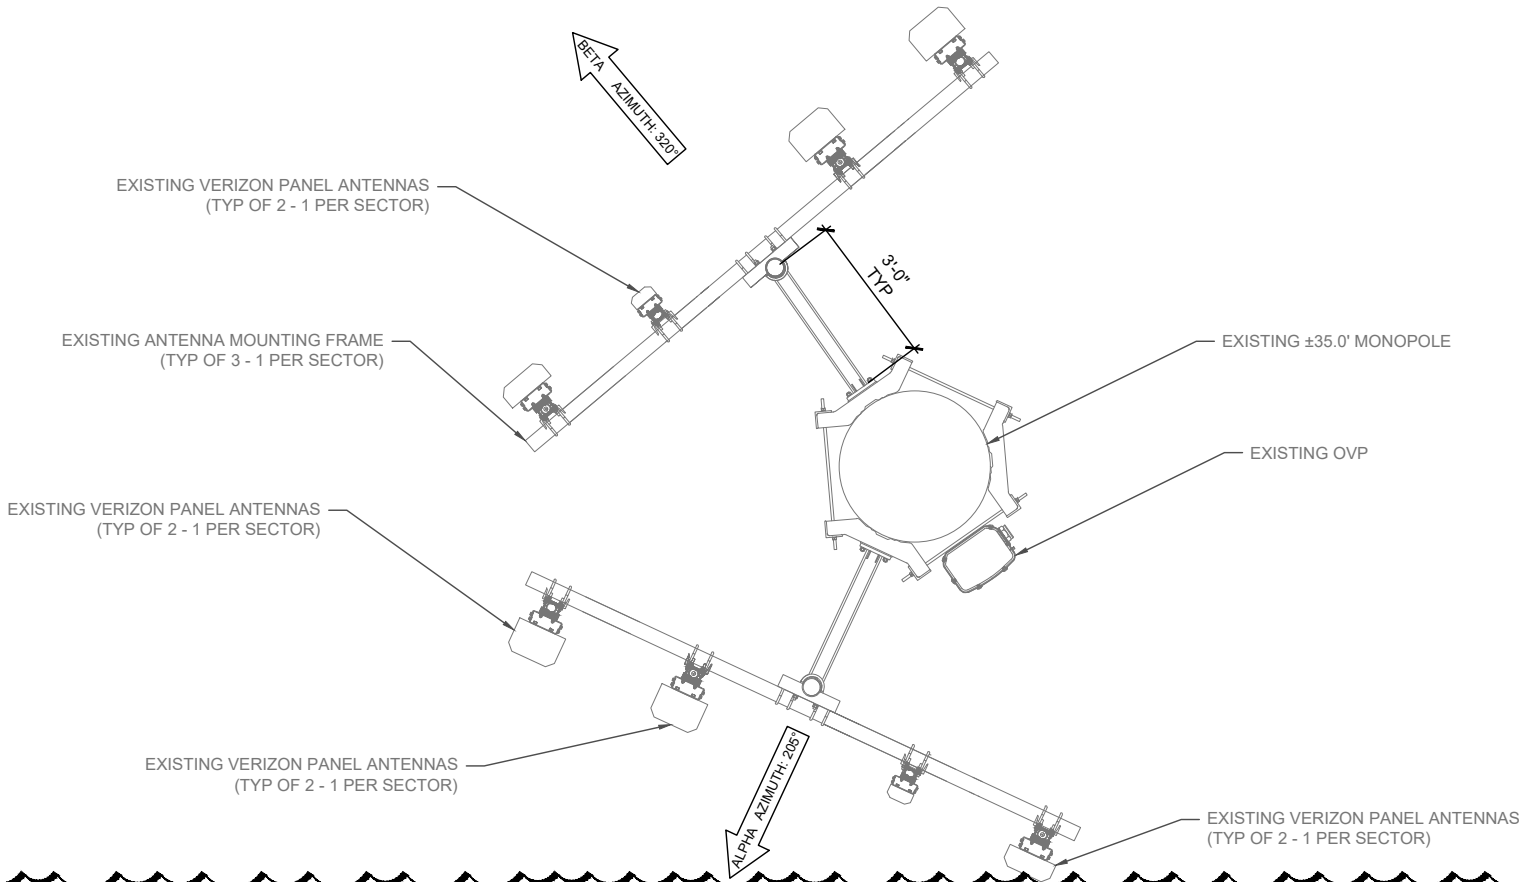 BETA AZIMUTH: 320°
EXISTING VERIZON PANEL ANTENNAS
(TYP OF 2 - 1 PER SECTOR)
3'-0"
TYP
EXISTING ANTENNA MOUNTING FRAME
(TYP OF 3 - 1 PER SECTOR)
EXISTING ±35.0' MONOPOLE
EXISTING OVP
EXISTING VERIZON PANEL ANTENNAS
(TYP OF 2 - 1 PER SECTOR)
EXISTING VERIZON PANEL ANTENNAS
(TYP OF 2 - 1 PER SECTOR)
ALPHA AZIMUTH: 205°
EXISTING VERIZON PANEL ANTENNAS
(TYP OF 2 - 1 PER SECTOR)